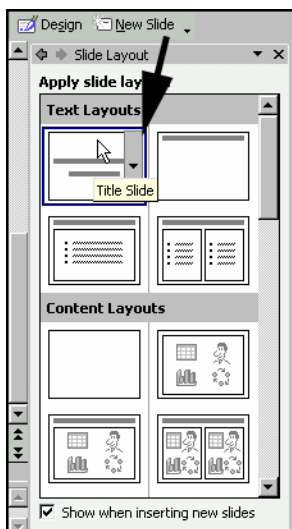 Design New Slide
Slide Layout
Apply slide lay
Text Layouts
Title Slide
Content Layouts
Show when inserting new slides